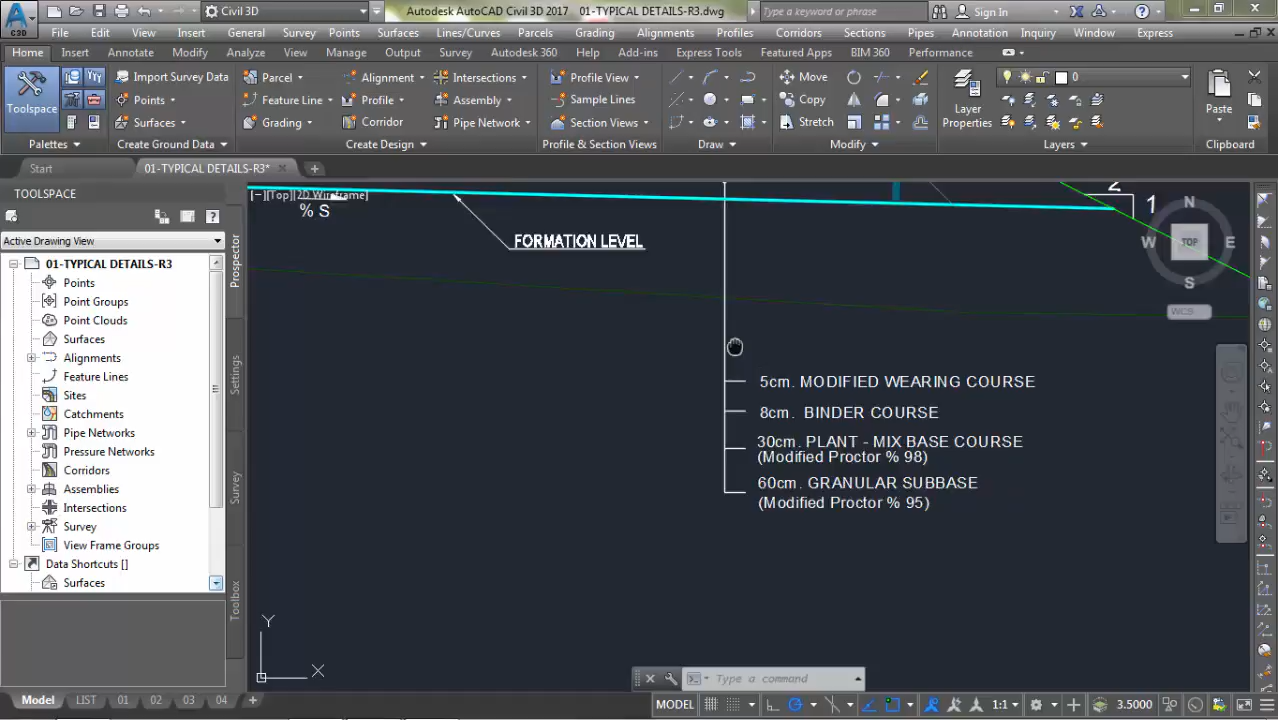 Civil 3D
Autodesk AutoCAD Civil 3D 2017 01-TYPICAL DETAILS-R3.dwg
Type a keyword or phrase
Sign In
C3D
File Edit View Insert General Survey Points Surfaces Lines/Curves Parcels Grading Alignments Profiles Corridors Sections Pipes Annotation Inquiry Window Express
Home Insert Annotate Modify Analyze View Manage Output Survey Autodesk 360 Help Add-ins Express Tools Featured Apps BIM 360 Performance
Toolspace
Import Survey Data
Points
Surfaces
Parcel
Feature Line
Grading
Alignment
Profile
Corridor
Intersections
Assembly
Pipe Network
Profile View
Sample Lines
Section Views
Move
Copy
Stretch
Layer
Properties
0
Paste
Palettes
Create Ground Data
Create Design
Profile & Section Views
Draw
Modify
Layers
Clipboard
Start
01-TYPICAL DETAILS-R3*
TOOLSPACE
Active Drawing View
01-TYPICAL DETAILS-R3
Points
Point Groups
Point Clouds
Surfaces
Alignments
Feature Lines
Sites
Catchments
Pipe Networks
Pressure Networks
Corridors
Assemblies
Intersections
Survey
View Frame Groups
Data Shortcuts []
Surfaces
Prospector
Settings
Survey
Toolbox
[−][Top][2D Wireframe]
% S
FORMATION LEVEL
2
1
N
W
TOP
E
S
WCS
5cm. MODIFIED WEARING COURSE
8cm. BINDER COURSE
30cm. PLANT - MIX BASE COURSE
(Modified Proctor % 98)
60cm. GRANULAR SUBBASE
(Modified Proctor % 95)
Y
X
Type a command
Model LIST 01 02 03 04
MODEL
1:1
3.5000